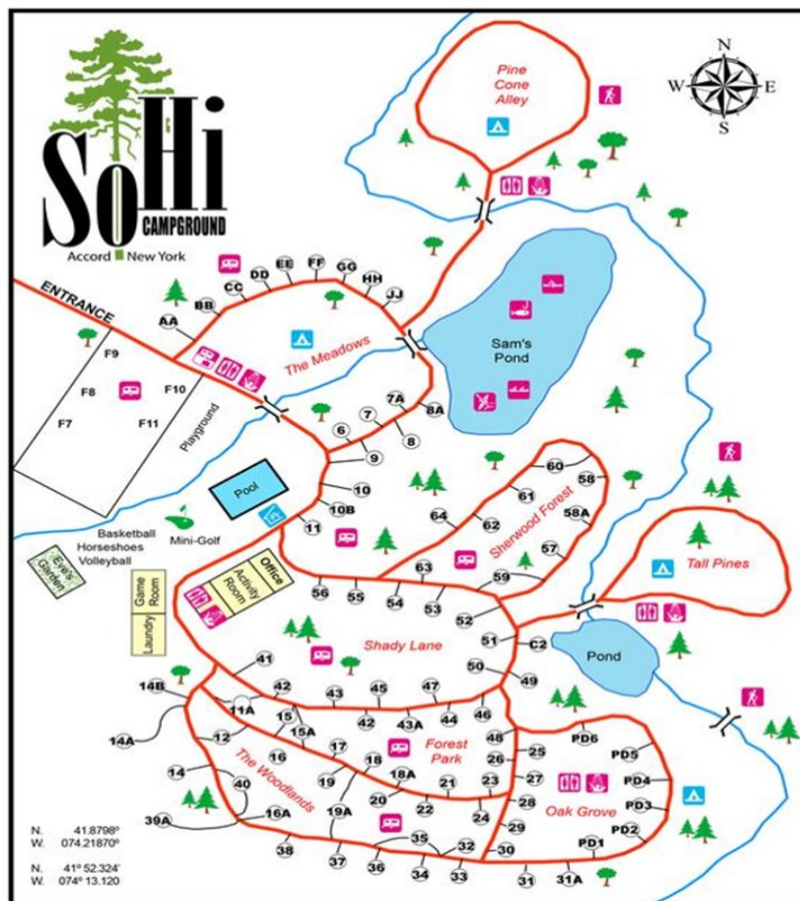 SoHi
CAMPGROUND
Accord New York
N
W E
S
Pine
Cone
Alley
ENTRANCE
AA
BB
CC
DD
EE
FF
GG
HH
JJ
The Meadows
Sam's
Pond
F9
F8
F10
F7
F11
Playground
6
7
7A
8A
8
9
10
10B
11
Pool
Basketball
Horseshoes
Volleyball
Mini-Golf
Eve's
Garden
Game
Room
Laundry
Office
Activity
Room
60
58
61
58A
64
62
57
Sherwood Forest
63
59
56
55
54
53
52
Tall Pines
Pond
Shady Lane
51
C2
50
49
41
42
43
45
47
14B
11A
42
43A
44
46
15
15A
12
14A
16
17
18
18A
Forest
Park
48
26
23
25
27
PD6
PD5
PD4
PD3
PD2
PD1
Oak Grove
The Woodlands
14
40
39A
16A
19
19A
20
22
21
24
28
29
30
38
37
36
35
34
33
32
31
31A
N. 41.8798º
W. 074.21870º
N. 41º 52.324'
W. 074º 13.120